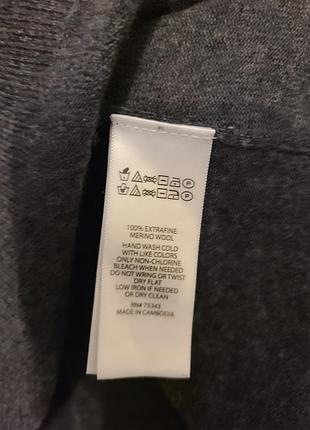 100% EXTRAFINE
MERINO WOOL
HAND WASH COLD
WITH LIKE COLORS
ONLY NON-CHLORINE
BLEACH WHEN NEEDED
DO NOT WRING OR TWIST
DRY FLAT
LOW IRON IF NEEDED
OR DRY CLEAN
RN# 75343
MADE IN CAMBODIA